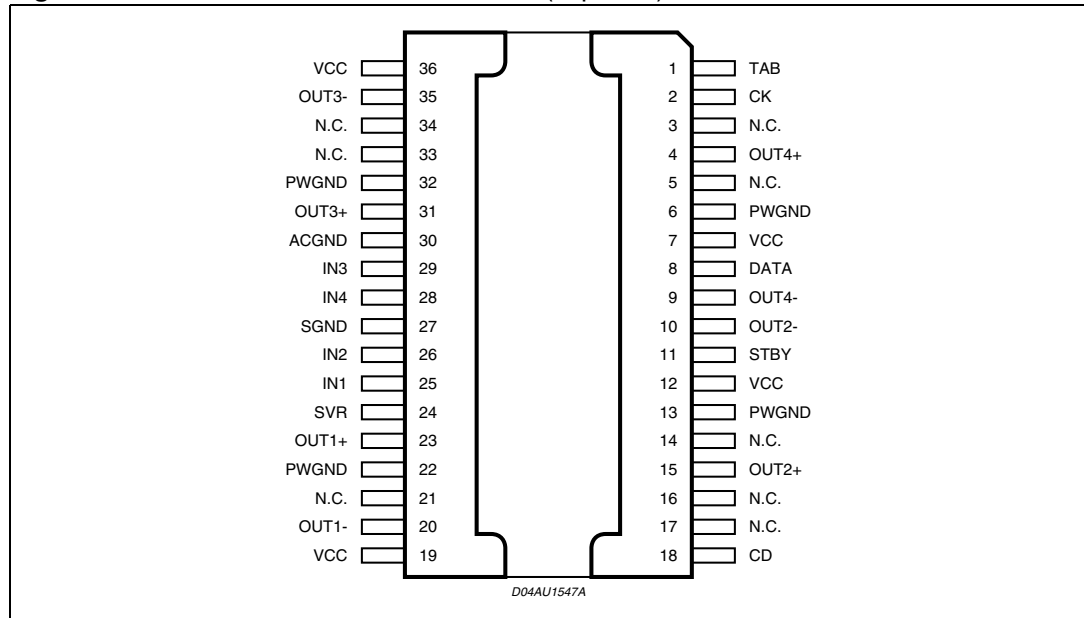 VCC 36 1 TAB
OUT3- 35 2 CK
N.C. 34 3 N.C.
N.C. 33 4 OUT4+
PWGND 32 5 N.C.
OUT3+ 31 6 PWGND
ACGND 30 7 VCC
IN3 29 8 DATA
IN4 28 9 OUT4-
SGND 27 10 OUT2-
IN2 26 11 STBY
IN1 25 12 VCC
SVR 24 13 PWGND
OUT1+ 23 14 N.C.
PWGND 22 15 OUT2+
N.C. 21 16 N.C.
OUT1- 20 17 N.C.
VCC 19 18 CD
D04AU1547A